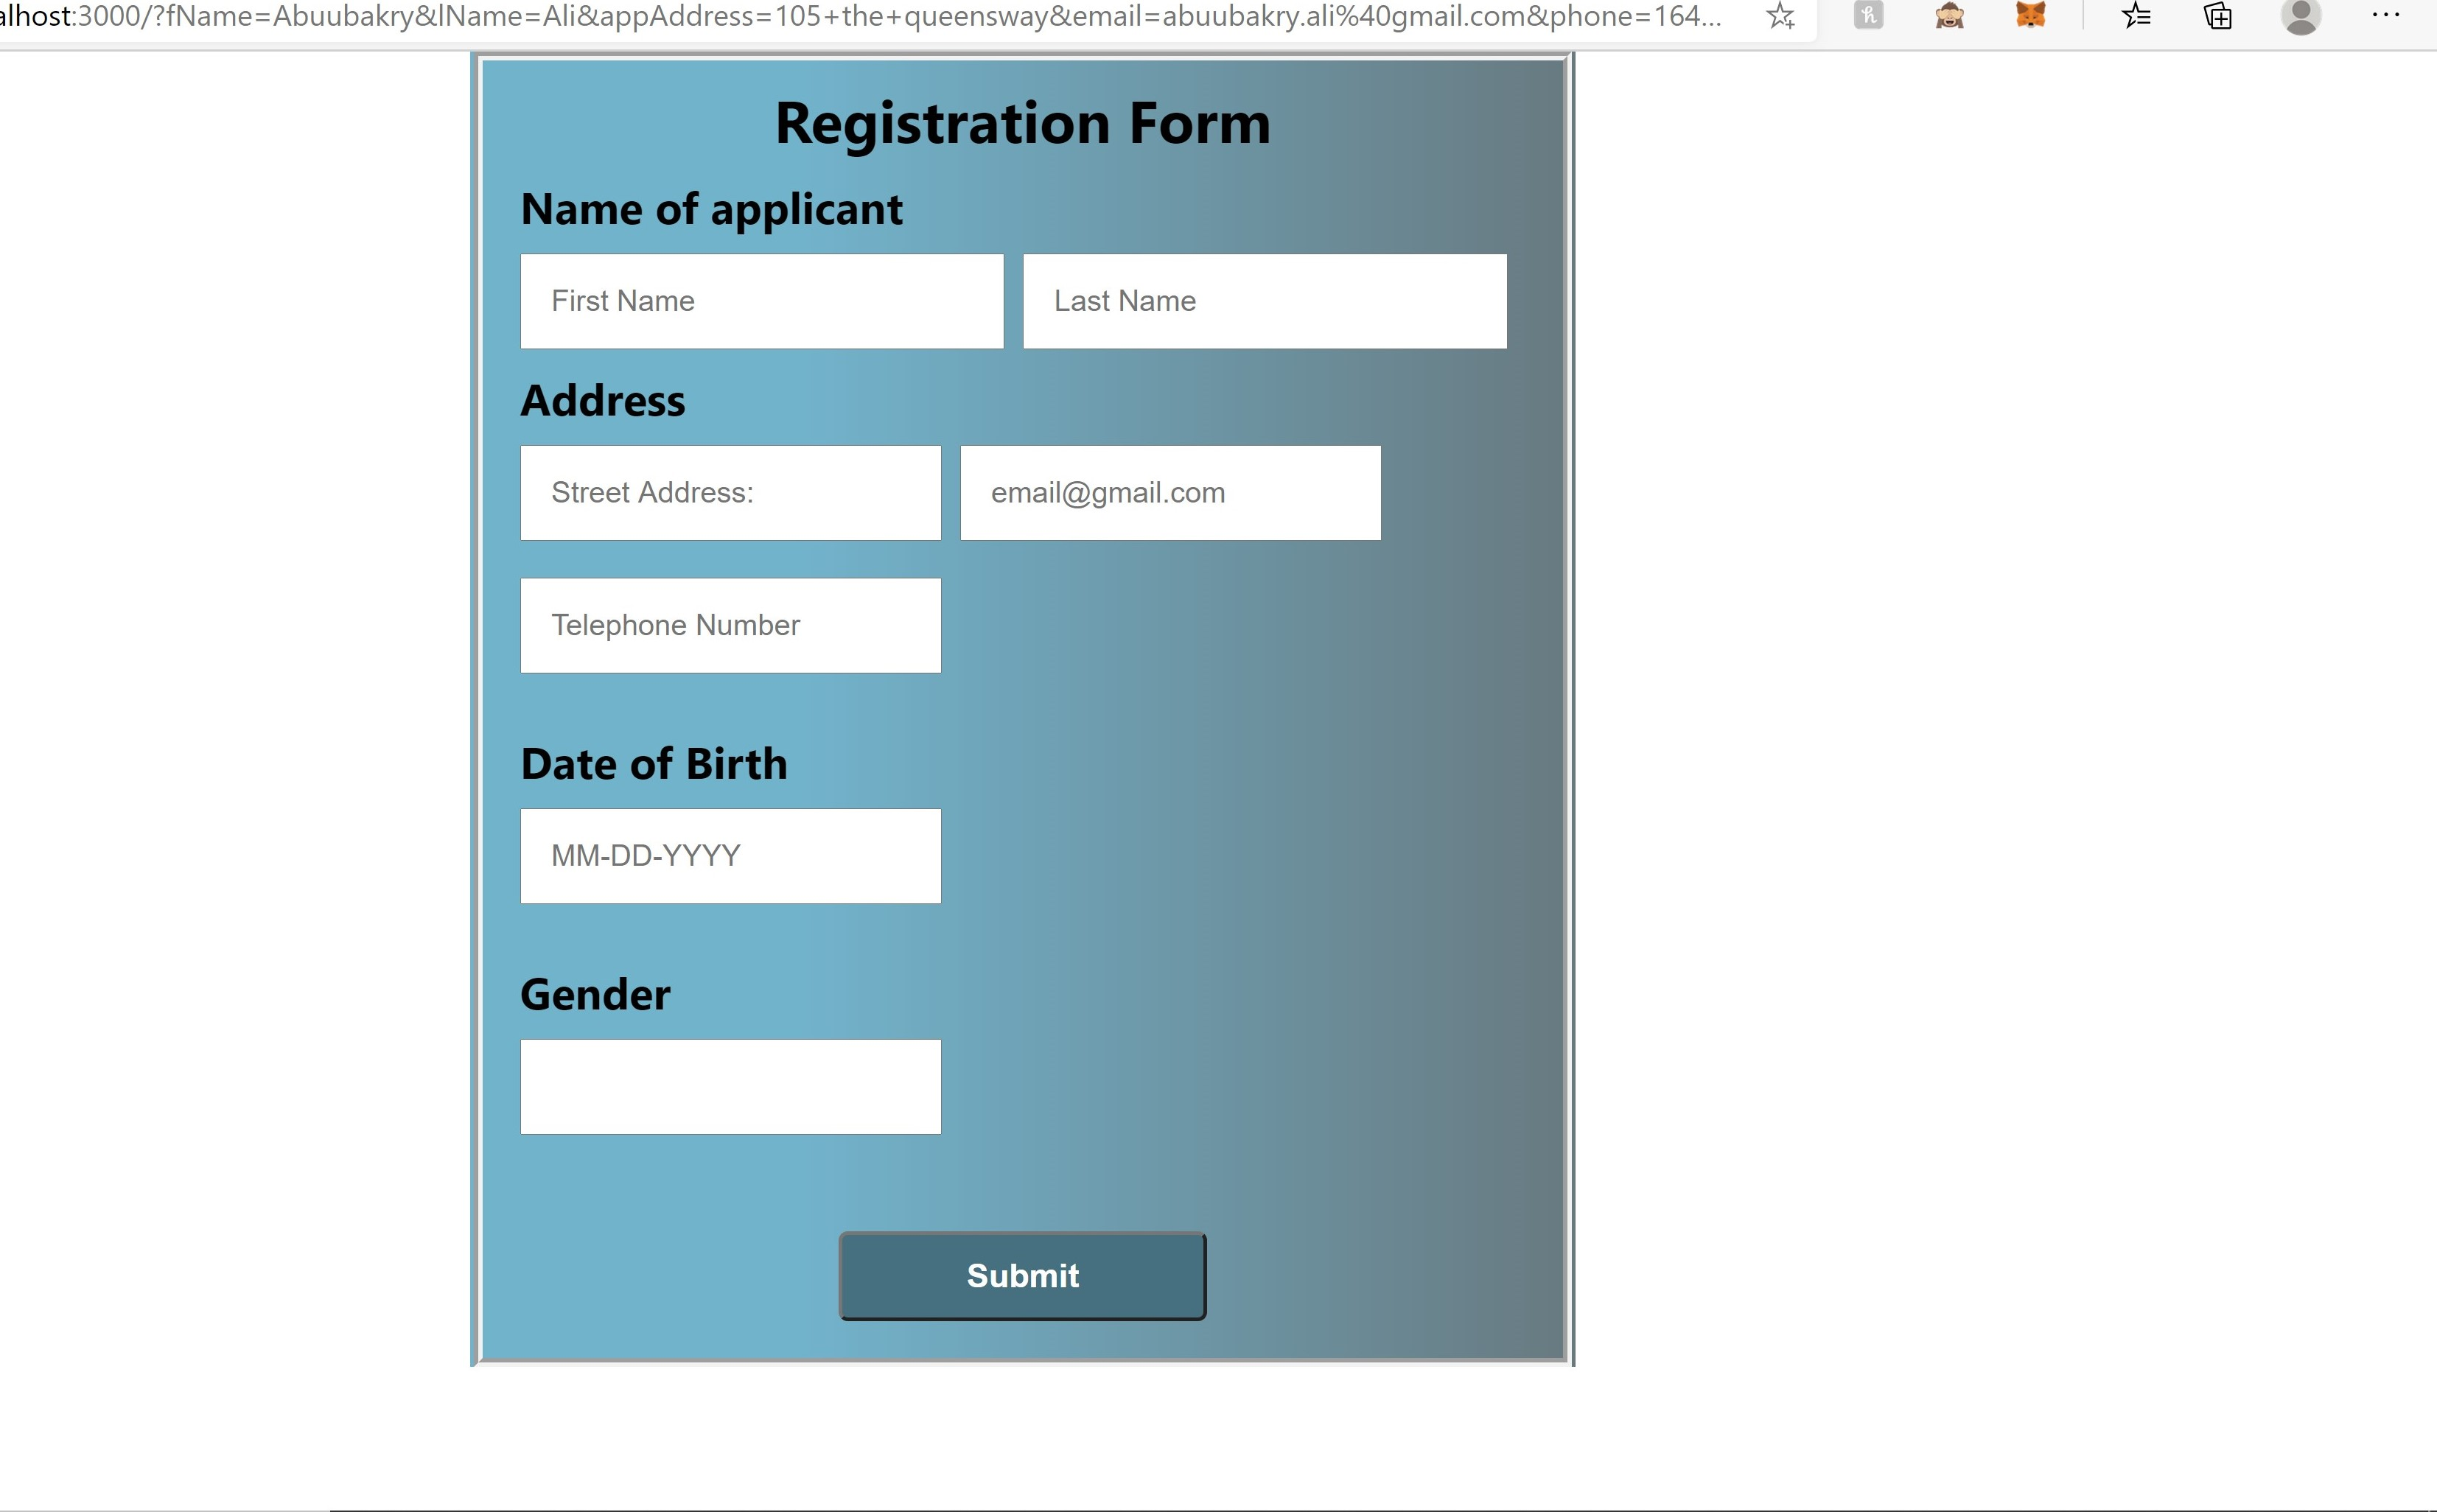 alhost:3000/?fName=Abuubakry&lName=Ali&appAddress=105+the+queensway&email=abuubakry.ali%40gmail.com&phone=164...
Registration Form
Name of applicant
First Name Last Name
Address
Street Address: email@gmail.com
Telephone Number
Date of Birth
MM-DD-YYYY
Gender
Submit